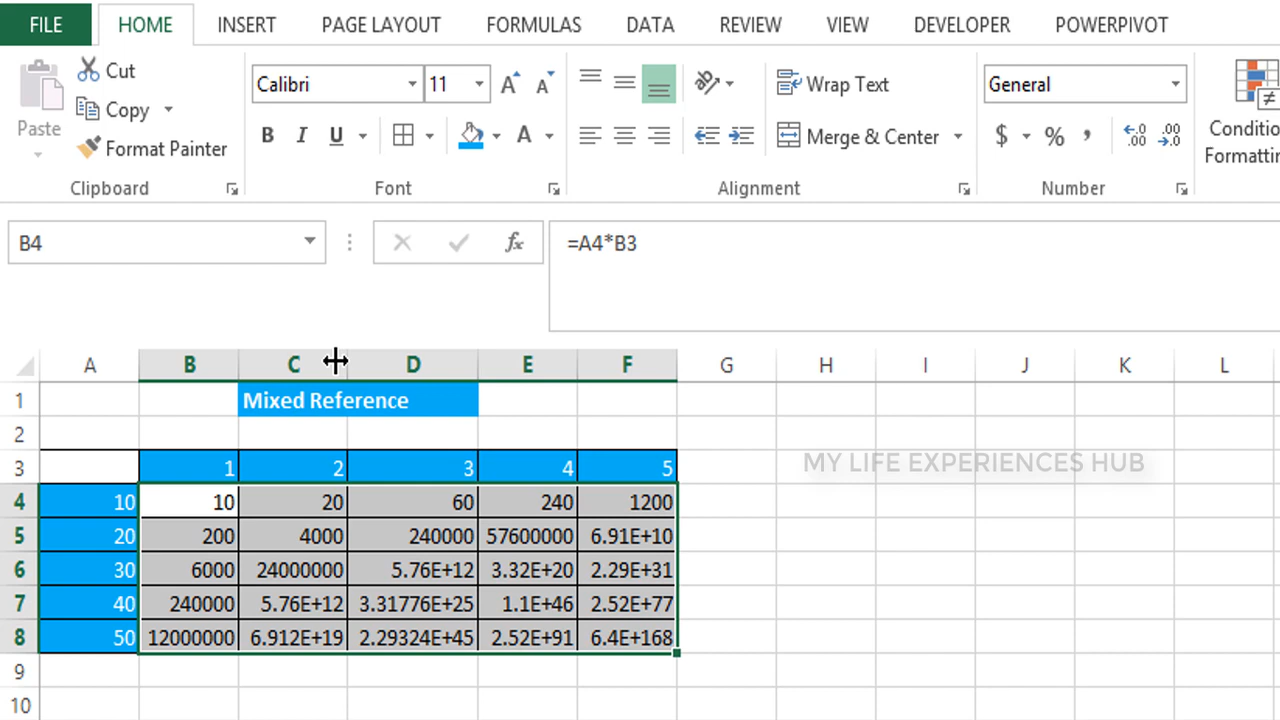 FILE HOME INSERT PAGE LAYOUT FORMULAS DATA REVIEW VIEW DEVELOPER POWERPIVOT
Cut
Copy
Format Painter
Paste
Clipboard
Calibri 11
B I U A
Font
Wrap Text
Merge & Center
Alignment
General
$ % ,
Number
Conditio
Formattin
B4 fx =A4*B3
A B C D E F G H I J K L
1 Mixed Reference
2
3 1 2 3 4 5
4 10 10 20 60 240 1200
5 20 200 4000 240000 57600000 6.91E+10
6 30 6000 24000000 5.76E+12 3.32E+20 2.29E+31
7 40 240000 5.76E+12 3.31776E+25 1.1E+46 2.52E+77
8 50 12000000 6.912E+19 2.29324E+45 2.52E+91 6.4E+168
9
10
MY LIFE EXPERIENCES HUB